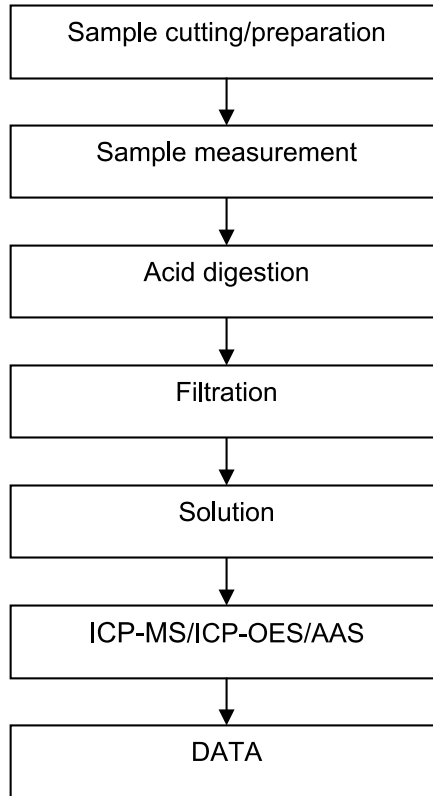 Sample cutting/preparation
Sample measurement
Acid digestion
Filtration
Solution
ICP-MS/ICP-OES/AAS
DATA